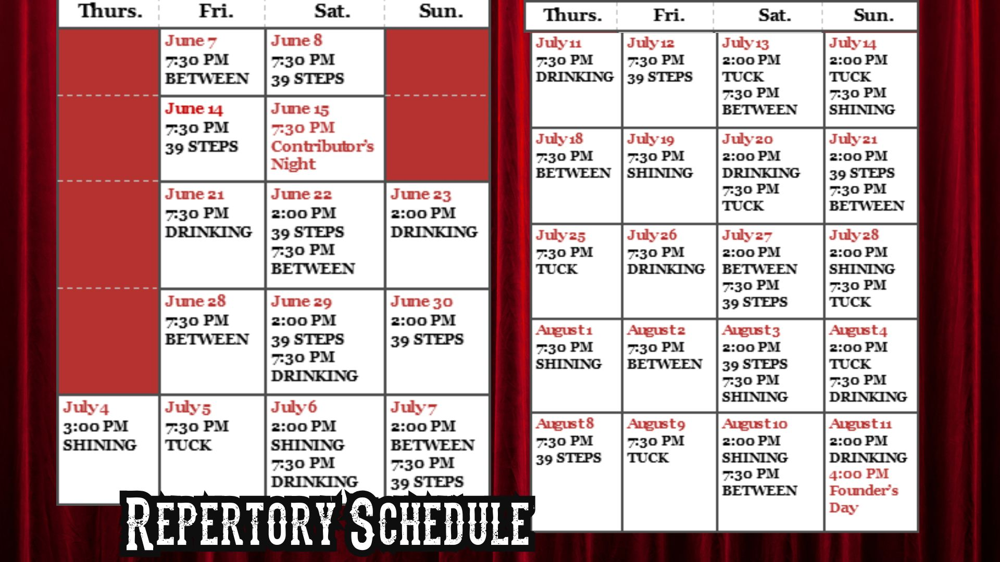 Thurs. Fri. Sat. Sun.
June 7
7:30 PM
BETWEEN
June 8
7:30 PM
39 STEPS
June 14
7:30 PM
39 STEPS
June 15
7:30 PM
Contributor's
Night
June 21
7:30 PM
DRINKING
June 22
2:00 PM
39 STEPS
7:30 PM
BETWEEN
June 23
2:00 PM
DRINKING
June 28
7:30 PM
BETWEEN
June 29
2:00 PM
39 STEPS
7:30 PM
DRINKING
June 30
2:00 PM
39 STEPS
July 4
3:00 PM
SHINING
July 5
7:30 PM
TUCK
July 6
2:00 PM
SHINING
7:30 PM
DRINKING
July 7
2:00 PM
BETWEEN
7:30 PM
39 STEPS
Thurs. Fri. Sat. Sun.
July 11
7:30 PM
DRINKING
July 12
7:30 PM
39 STEPS
July 13
2:00 PM
TUCK
7:30 PM
BETWEEN
July 14
2:00 PM
TUCK
7:30 PM
SHINING
July 18
7:30 PM
BETWEEN
July 19
7:30 PM
SHINING
July 20
2:00 PM
DRINKING
7:30 PM
TUCK
July 21
2:00 PM
39 STEPS
7:30 PM
BETWEEN
July 25
7:30 PM
TUCK
July 26
7:30 PM
DRINKING
July 27
2:00 PM
BETWEEN
7:30 PM
39 STEPS
July 28
2:00 PM
SHINING
7:30 PM
TUCK
August 1
7:30 PM
SHINING
August 2
7:30 PM
BETWEEN
August 3
2:00 PM
39 STEPS
7:30 PM
SHINING
August 4
2:00 PM
TUCK
7:30 PM
DRINKING
August 8
7:30 PM
39 STEPS
August 9
7:30 PM
TUCK
August 10
2:00 PM
SHINING
7:30 PM
BETWEEN
August 11
2:00 PM
DRINKING
4:00 PM
Founder's
Day
REPERTORY SCHEDULE